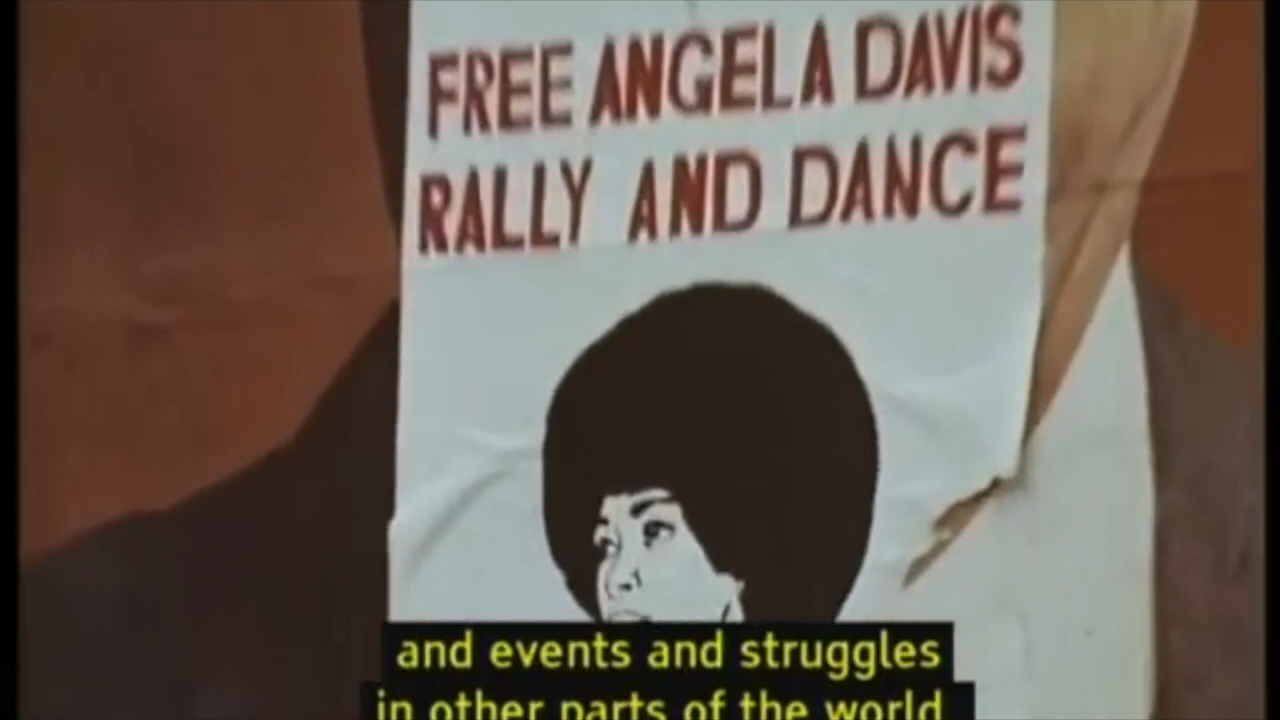 FREE ANGELA DAVIS
RALLY AND DANCE
and events and struggles
in other parts of the world